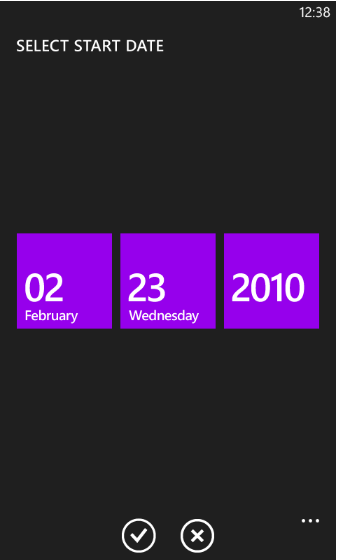 12:38
SELECT START DATE
02 23 2010
February Wednesday